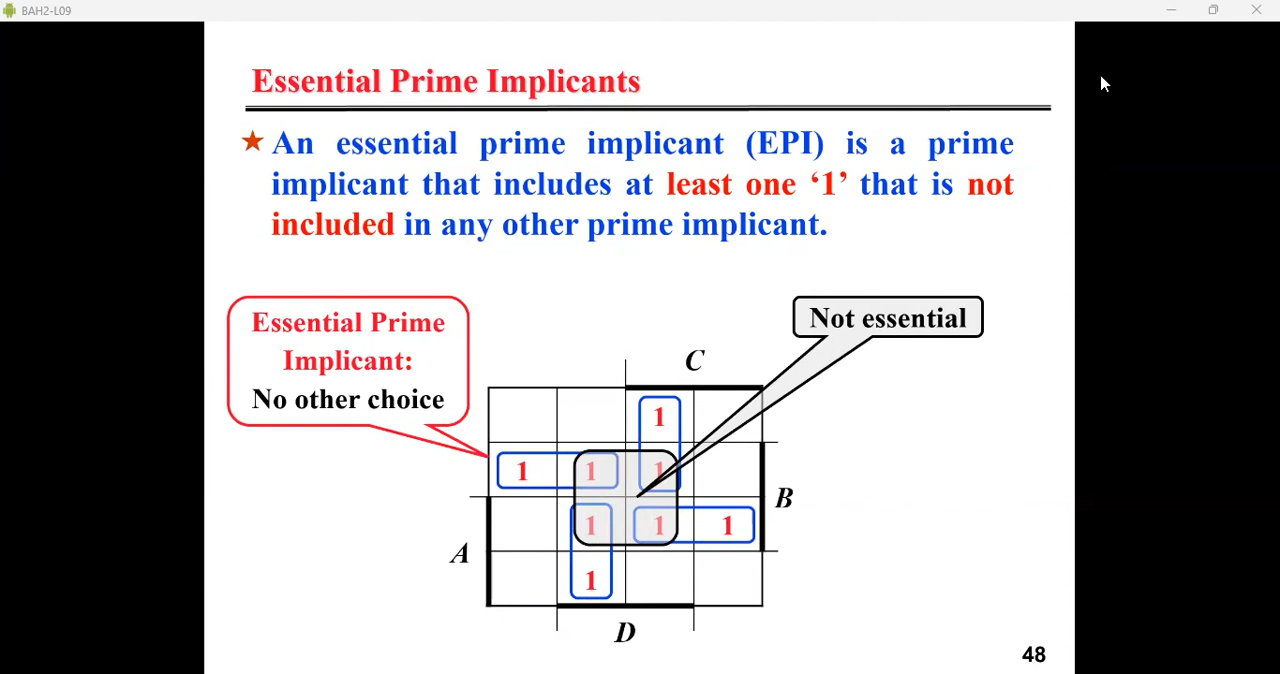 BAH2-L09
Essential Prime Implicants
★ An essential prime implicant (EPI) is a prime
implicant that includes at least one ‘1’ that is not
included in any other prime implicant.
Essential Prime
Implicant:
No other choice
Not essential
C
1
1 1 1
B
1 1 1
A
1
D
48